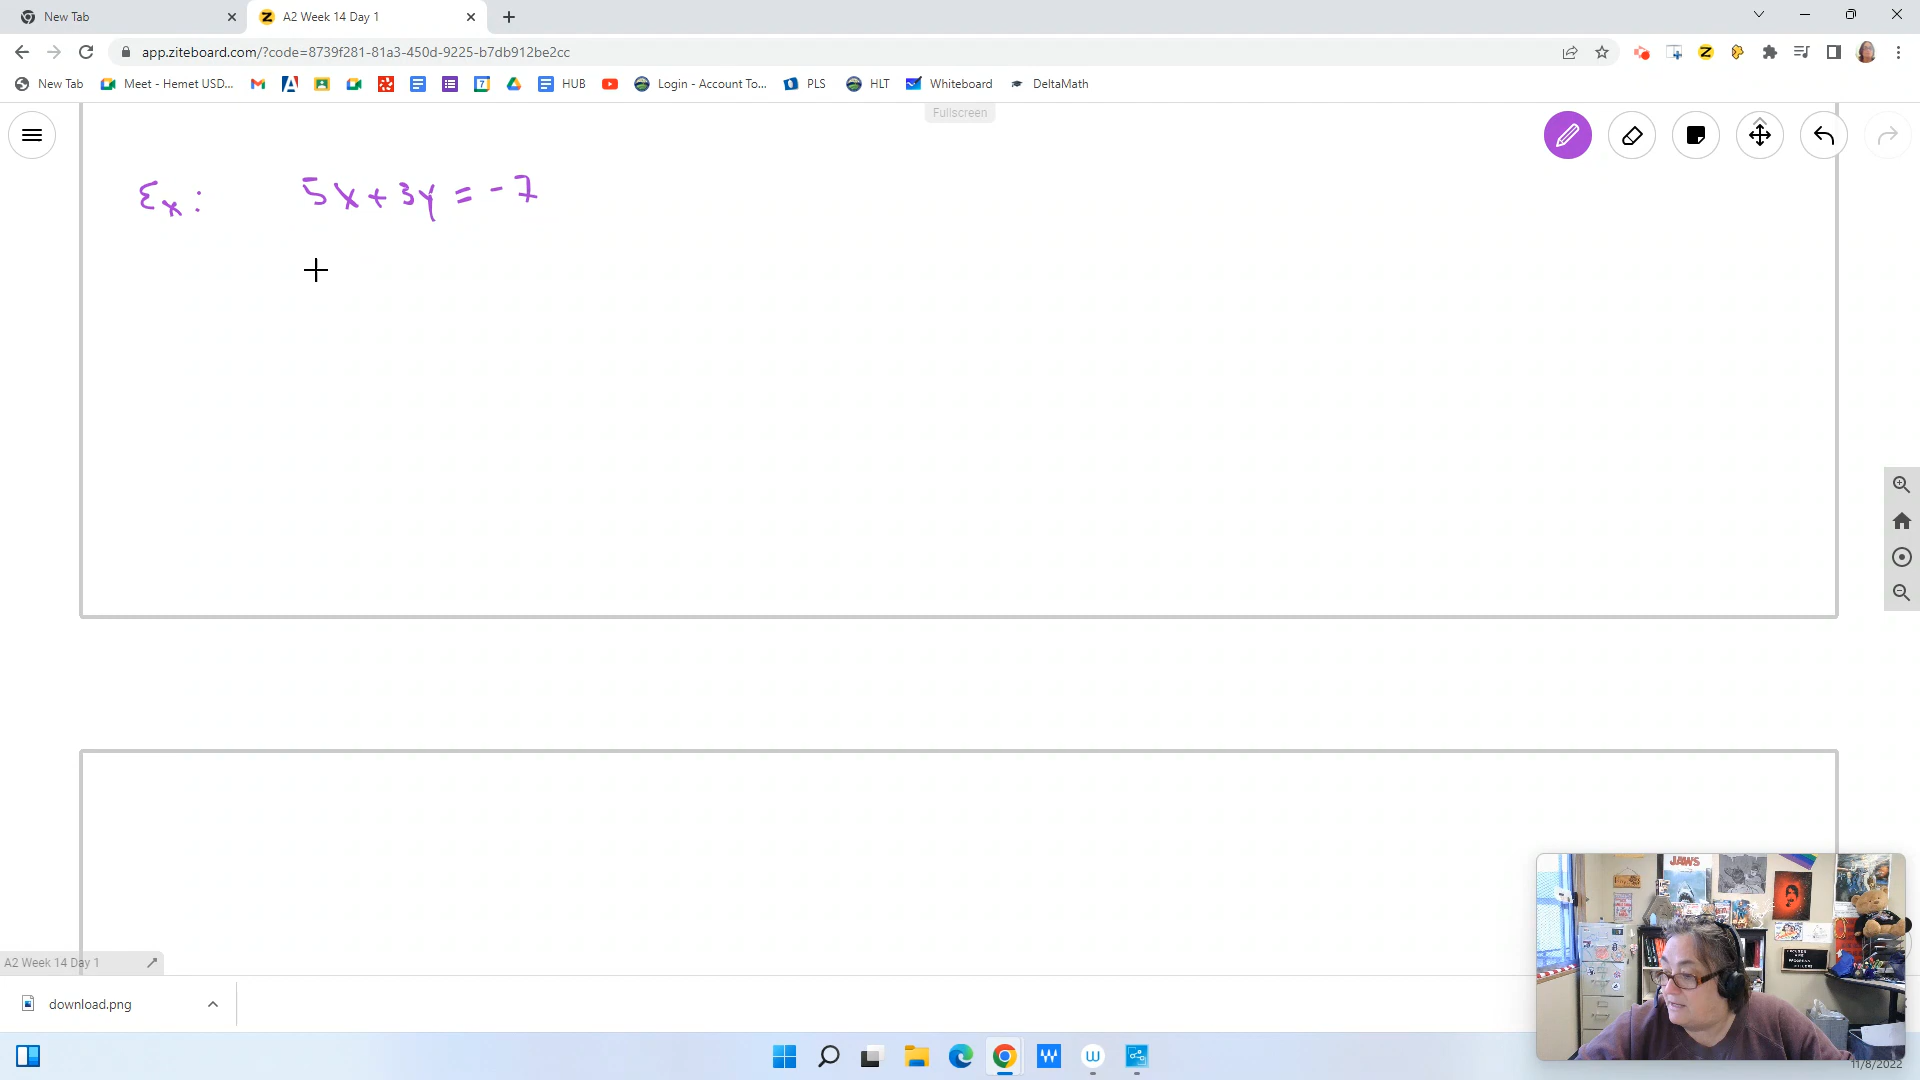 New Tab
A2 Week 14 Day 1
app.ziteboard.com/?code=8739f281-81a3-450d-9225-b7db912be2cc
New Tab Meet - Hemet USD... HUB Login - Account To... PLS HLT Whiteboard DeltaMath
Fullscreen
Ex: 5x+3y=-7
A2 Week 14 Day 1
download.png
JAWS
11/8/2022